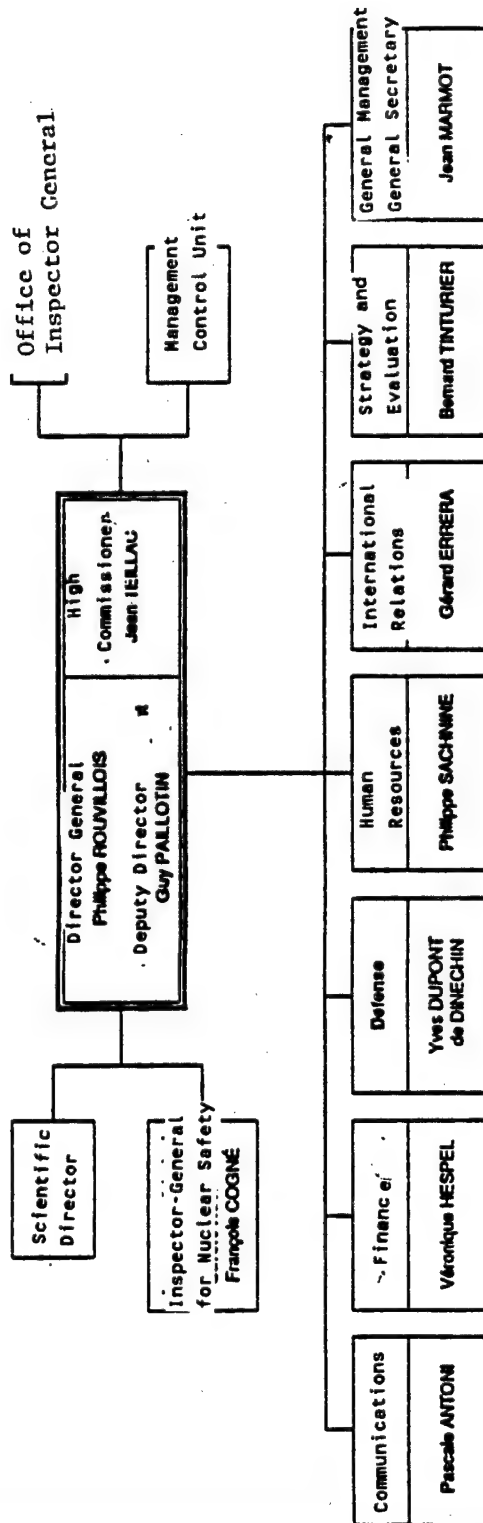 Office of
Inspector General
Management
Control Unit
Director General
Philippe ROUVILLOIS
Deputy Director
Guy PAILLOTIN
High
Commissioner
Jean TEILLAC
Scientific
Director
Inspector-General
for Nuclear Safety
François COGNÉ
Communications
Pascale ANTONI
Finance
Véronique HESPEL
Defense
Yves DUPONT
de DINECHIN
Human
Resources
Philippe SACHNINE
International
Relations
Gérard ERRERA
Strategy and
Evaluation
Bernard TINTURIER
General Management
General Secretary
Jean MARMOT